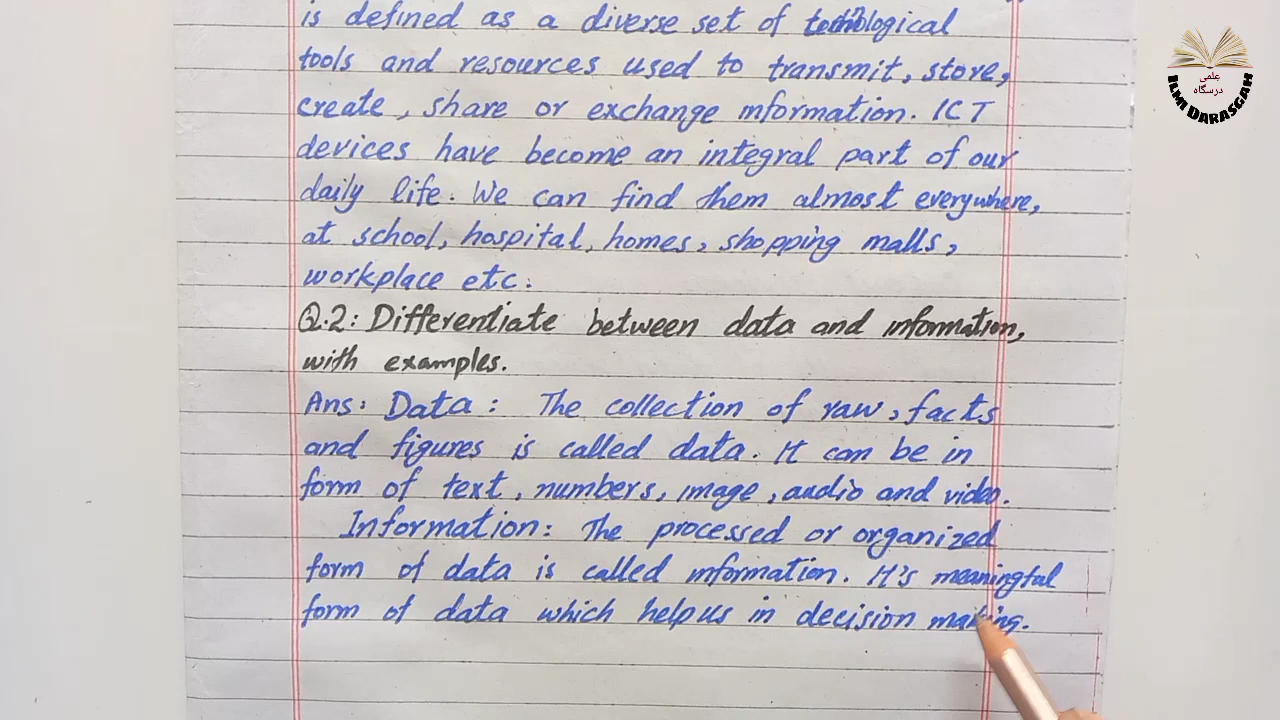 is defined as a diverse set of technological
tools and resources used to transmit, store,
create, share or exchange information. ICT
devices have become an integral part of our
daily life. We can find them almost everywhere,
at school, hospital, homes, shopping malls,
workplace etc.
Q.2: Differentiate between data and information,
with examples.
Ans: Data: The collection of raw, facts
and figures is called data. It can be in
form of text, numbers, image, audio and video.
Information: The processed or organized
form of data is called information. It's meaningful
form of data which help us in decision making.
علمی
درسگاہ
ILMI DARASGAH